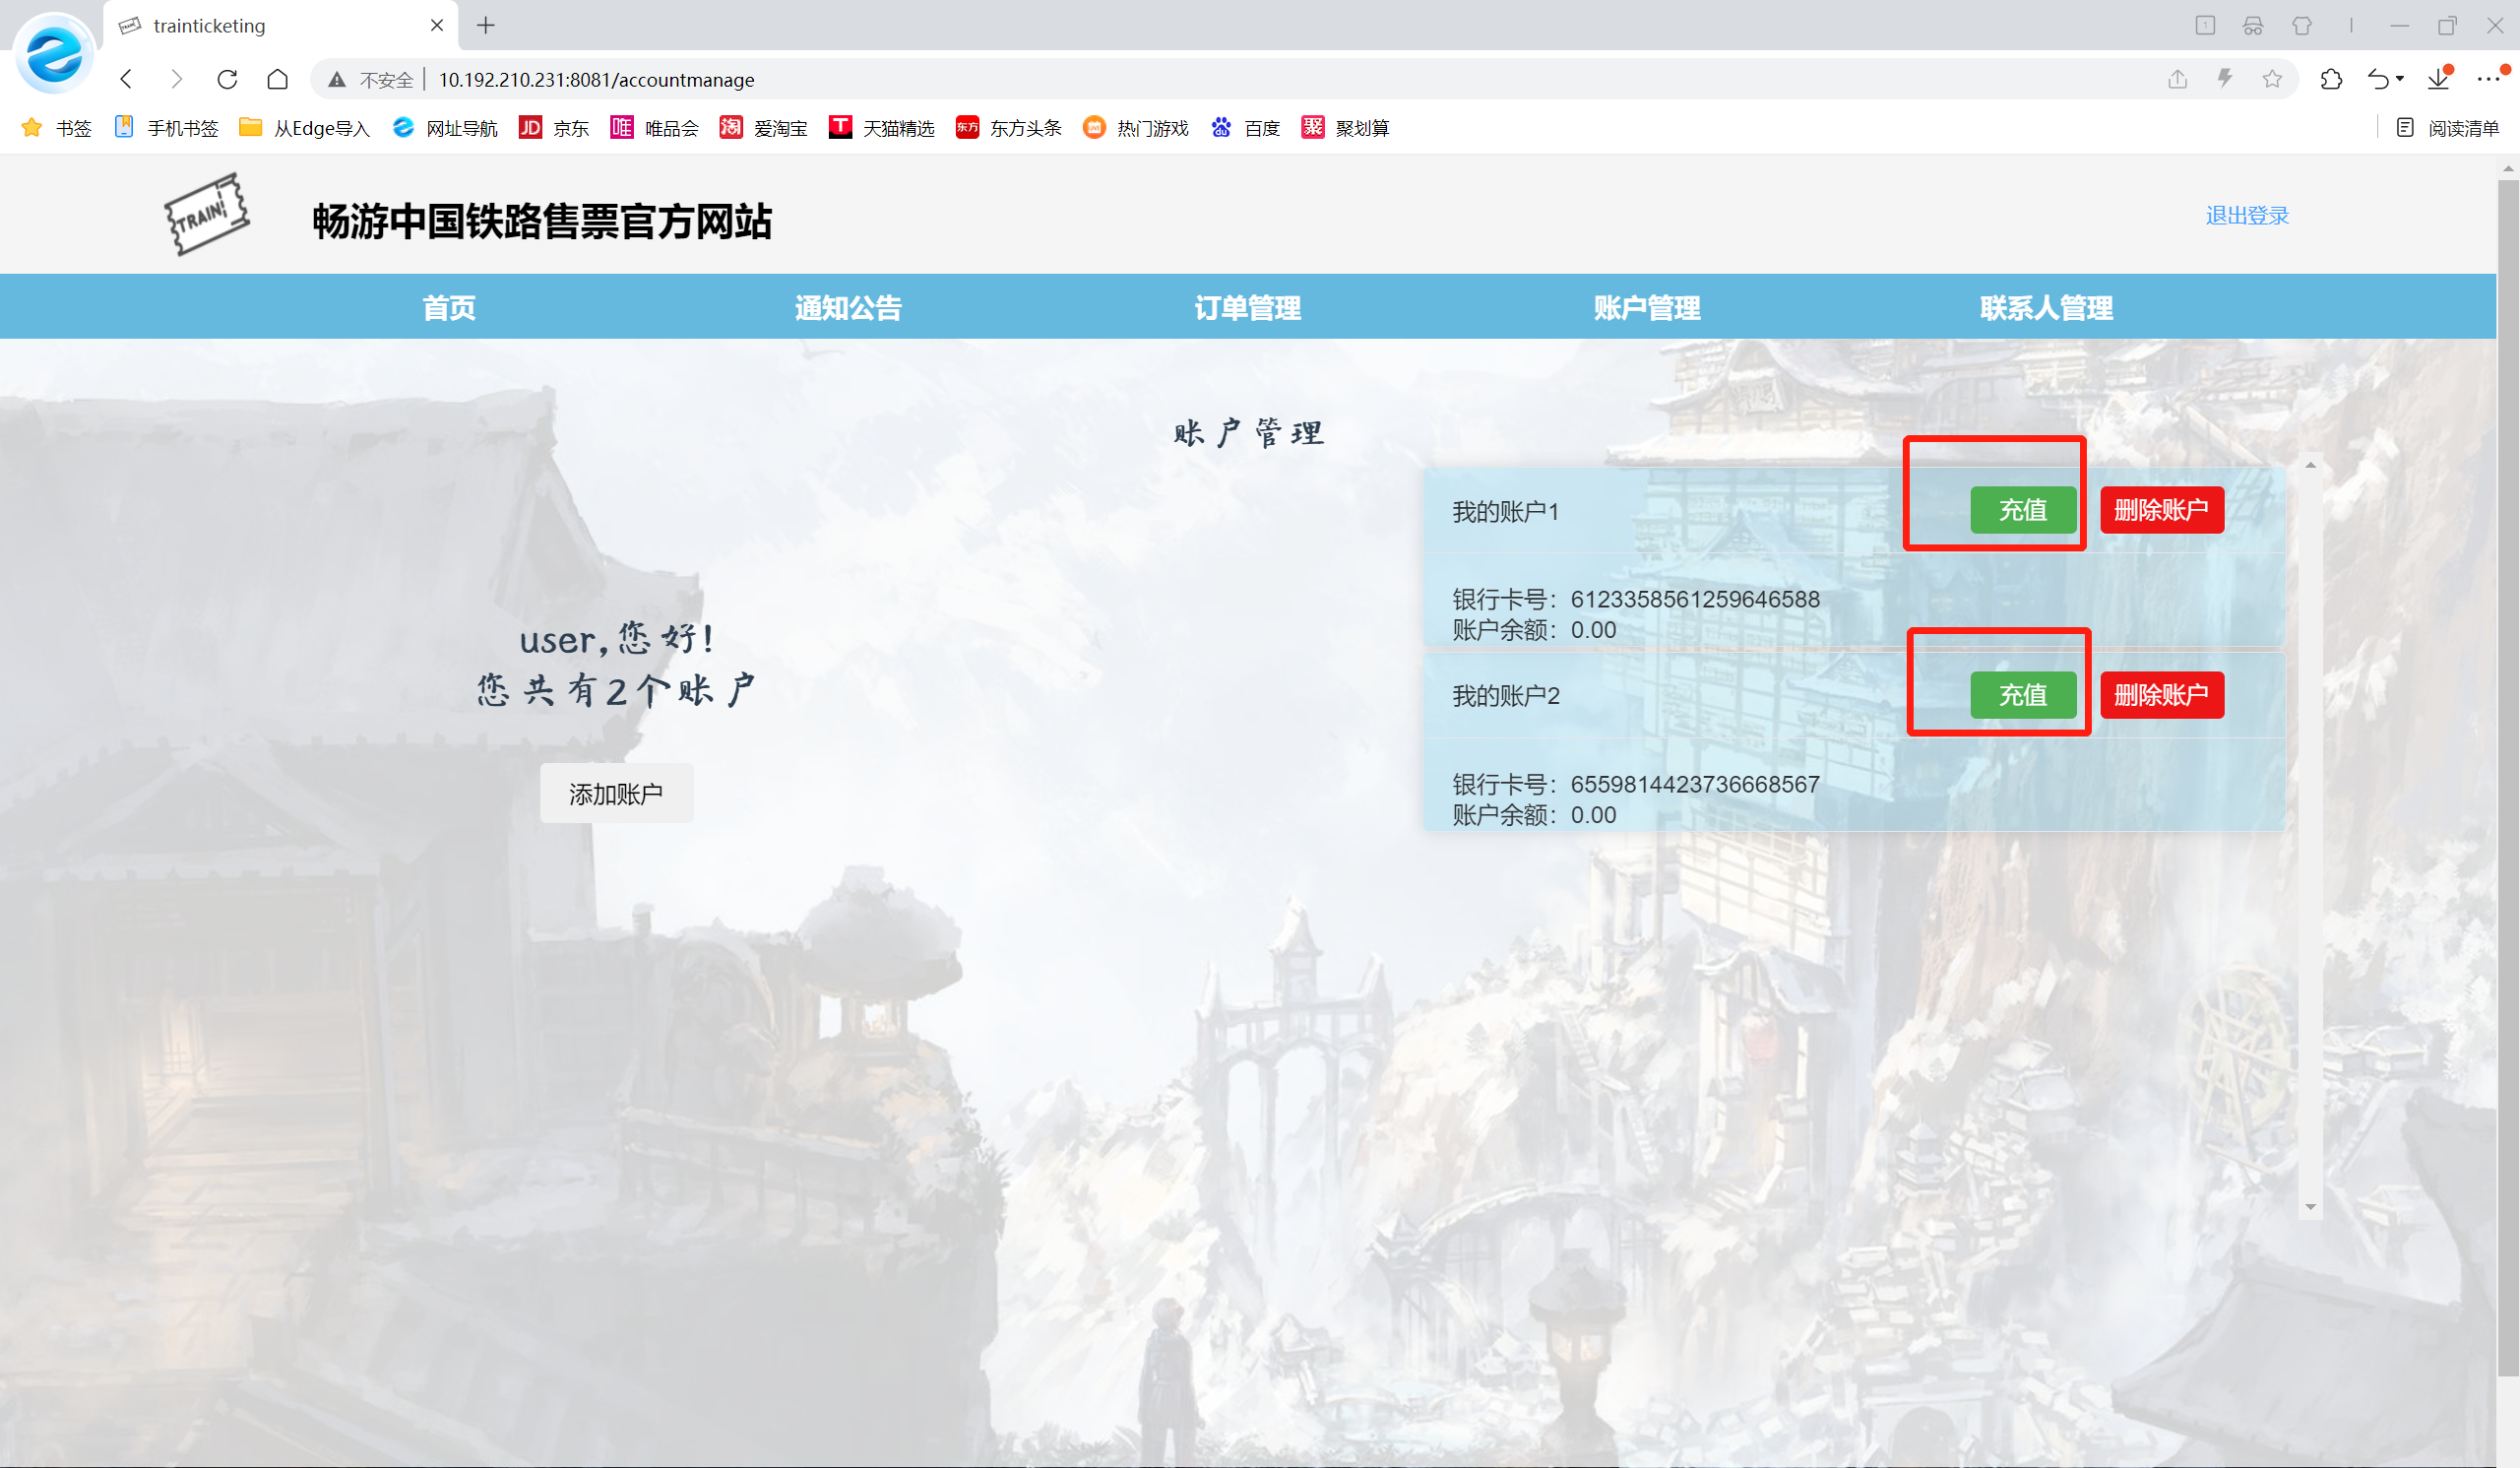 trainticketing
不安全 10.192.210.231:8081/accountmanage
书签 手机书签 从Edge导入 网址导航 JD 京东 唯 唯品会 淘 爱淘宝 T 天猫精选 东方 东方头条 热门游戏 du 百度 聚 聚划算 阅读清单
TRAIN! 畅游中国铁路售票官方网站 退出登录
首页 通知公告 订单管理 账户管理 联系人管理
账户管理
我的账户1 充值 删除账户
银行卡号：6123358561259646588
账户余额：0.00
user,您好!
您共有2个账户
添加账户
我的账户2 充值 删除账户
银行卡号：6559814423736668567
账户余额：0.00